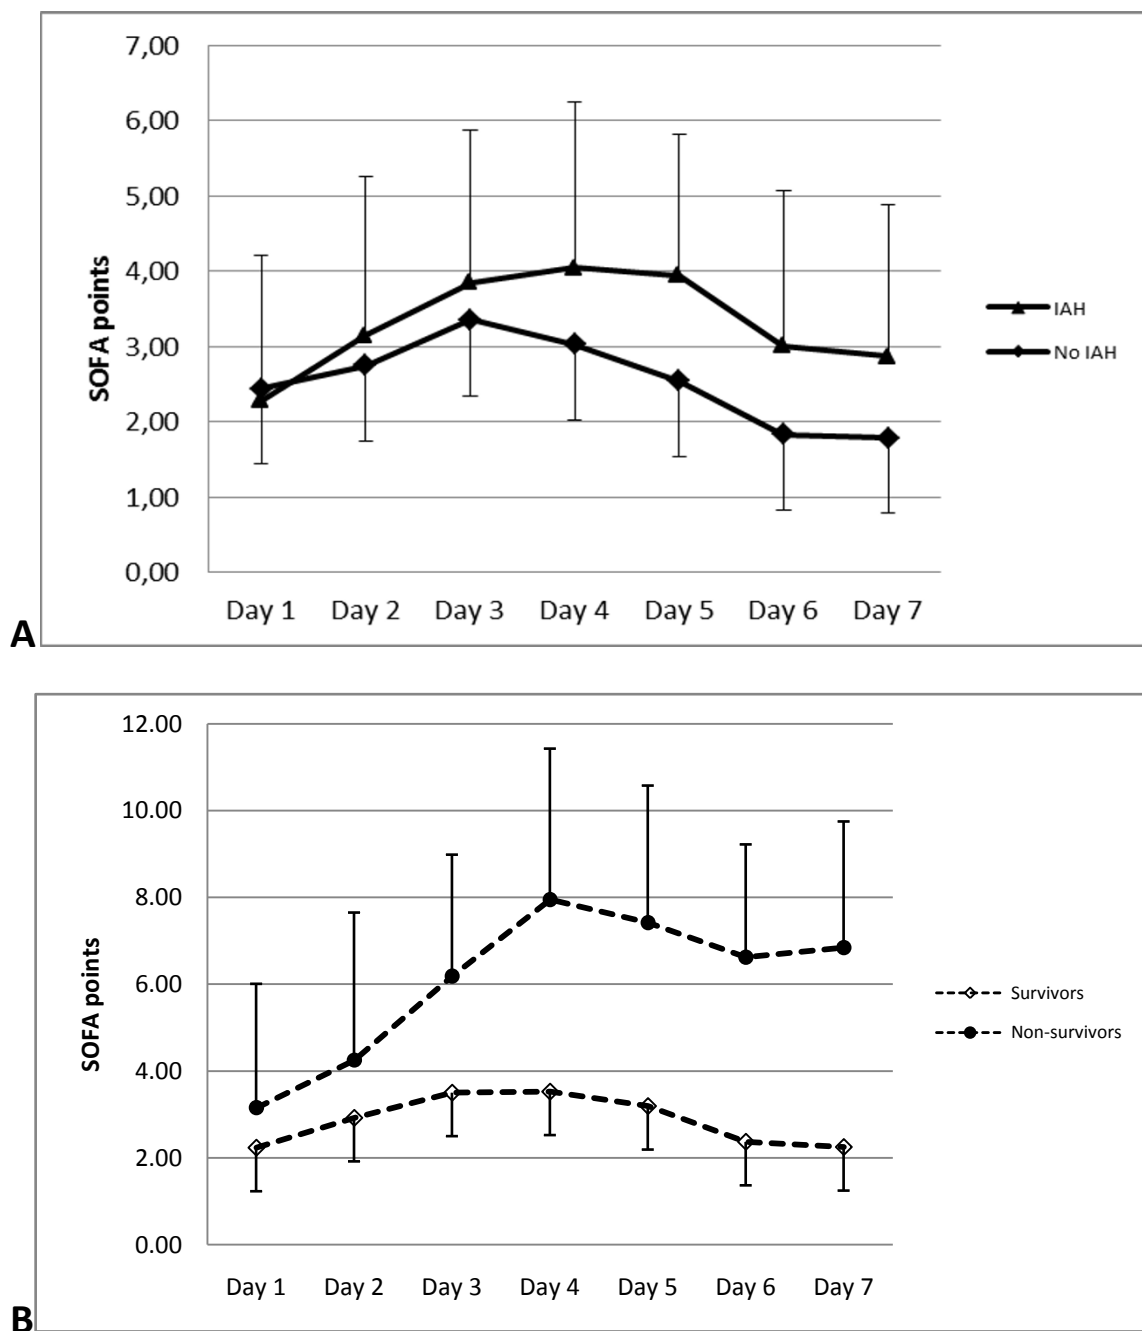 7,00
6,00
5,00
4,00
3,00
2,00
1,00
0,00
SOFA points
Day 1 Day 2 Day 3 Day 4 Day 5 Day 6 Day 7
IAH
No IAH
A
12.00
10.00
8.00
6.00
4.00
2.00
0.00
SOFA points
Day 1 Day 2 Day 3 Day 4 Day 5 Day 6 Day 7
Survivors
Non-survivors
B